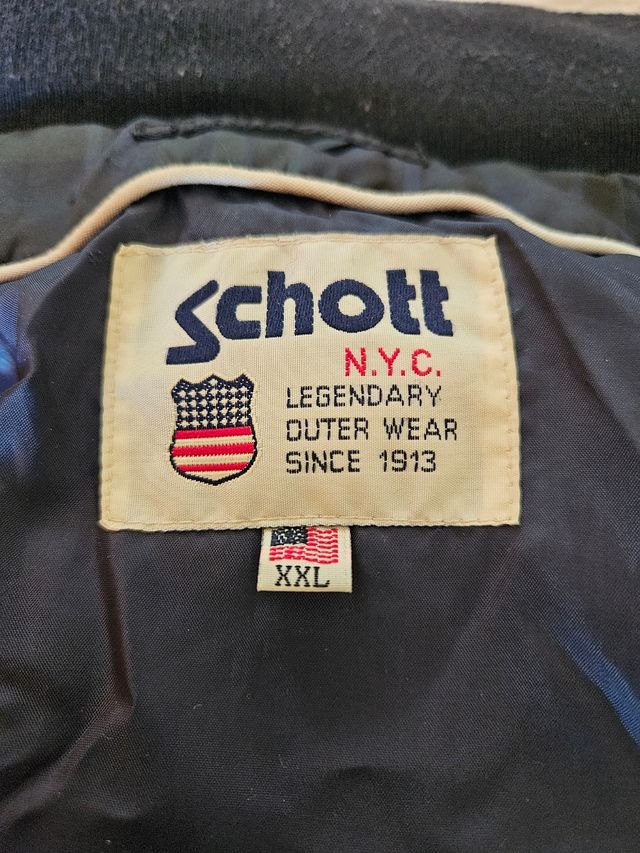 Schott
N.Y.C.
LEGENDARY
OUTER WEAR
SINCE 1913
XXL